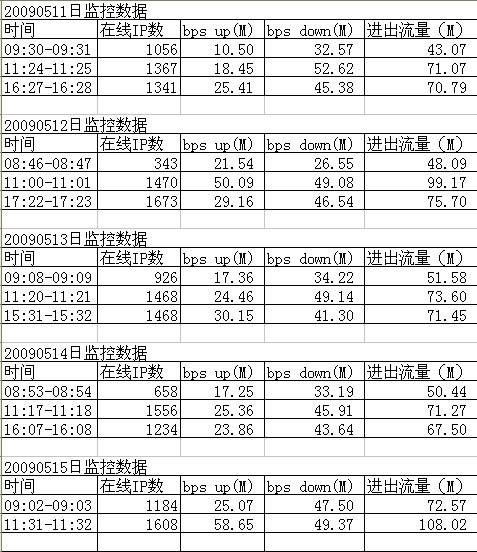 20090511日监控数据
时间 在线IP数 bps up(M) bps down(M) 进出流量（M）
09:30-09:31 1056 10.50 32.57 43.07
11:24-11:25 1367 18.45 52.62 71.07
16:27-16:28 1341 25.41 45.38 70.79
20090512日监控数据
时间 在线IP数 bps up(M) bps down(M) 进出流量（M）
08:46-08:47 343 21.54 26.55 48.09
11:00-11:01 1470 50.09 49.08 99.17
17:22-17:23 1673 29.16 46.54 75.70
20090513日监控数据
时间 在线IP数 bps up(M) bps down(M) 进出流量（M）
09:08-09:09 926 17.36 34.22 51.58
11:20-11:21 1468 24.46 49.14 73.60
15:31-15:32 1468 30.15 41.30 71.45
20090514日监控数据
时间 在线IP数 bps up(M) bps down(M) 进出流量（M）
08:53-08:54 658 17.25 33.19 50.44
11:17-11:18 1556 25.36 45.91 71.27
16:07-16:08 1234 23.86 43.64 67.50
20090515日监控数据
时间 在线IP数 bps up(M) bps down(M) 进出流量（M）
09:02-09:03 1184 25.07 47.50 72.57
11:31-11:32 1608 58.65 49.37 108.02